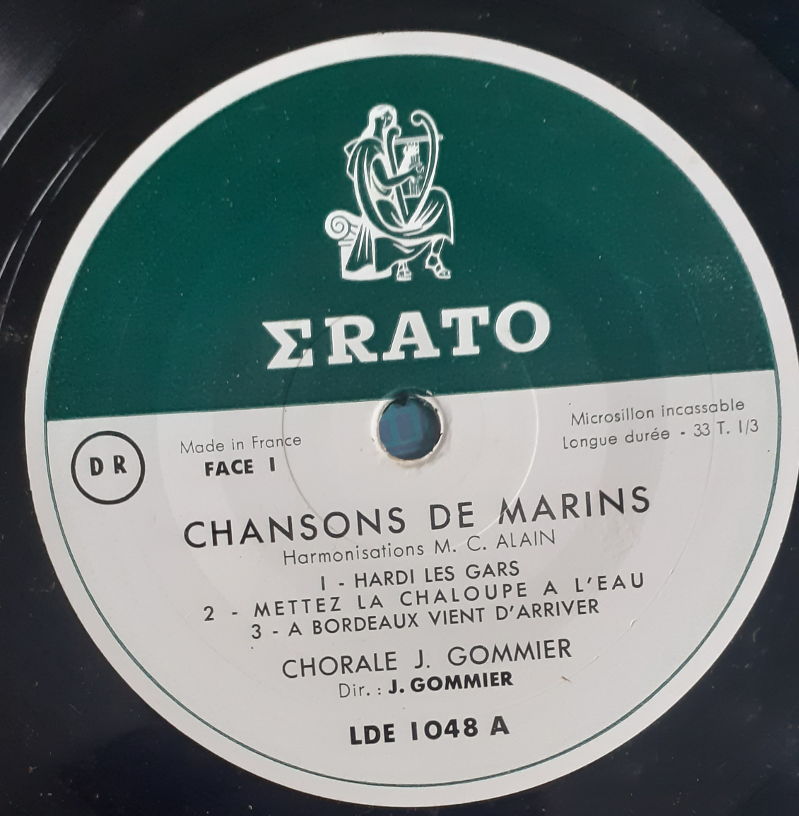 ΣRATO
Made in France
FACE 1
D R
Microsillon incassable
Longue durée - 33 T. 1/3
CHANSONS DE MARINS
Harmonisations M. C. ALAIN
1 - HARDI LES GARS
2 - METTEZ LA CHALOUPE A L'EAU
3 - A BORDEAUX VIENT D'ARRIVER
CHORALE J. GOMMIER
Dir. : J. GOMMIER
LDE 1048 A